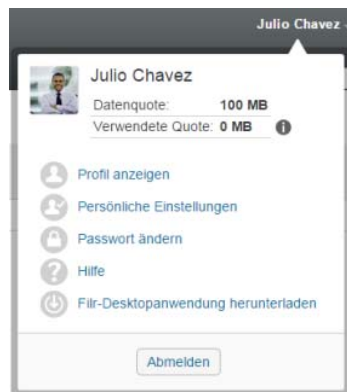 Julio Chavez
Julio Chavez
Datenquote: 100 MB
Verwendete Quote: 0 MB
Profil anzeigen
Persönliche Einstellungen
Passwort ändern
Hilfe
Filr-Desktopanwendung herunterladen
Abmelden